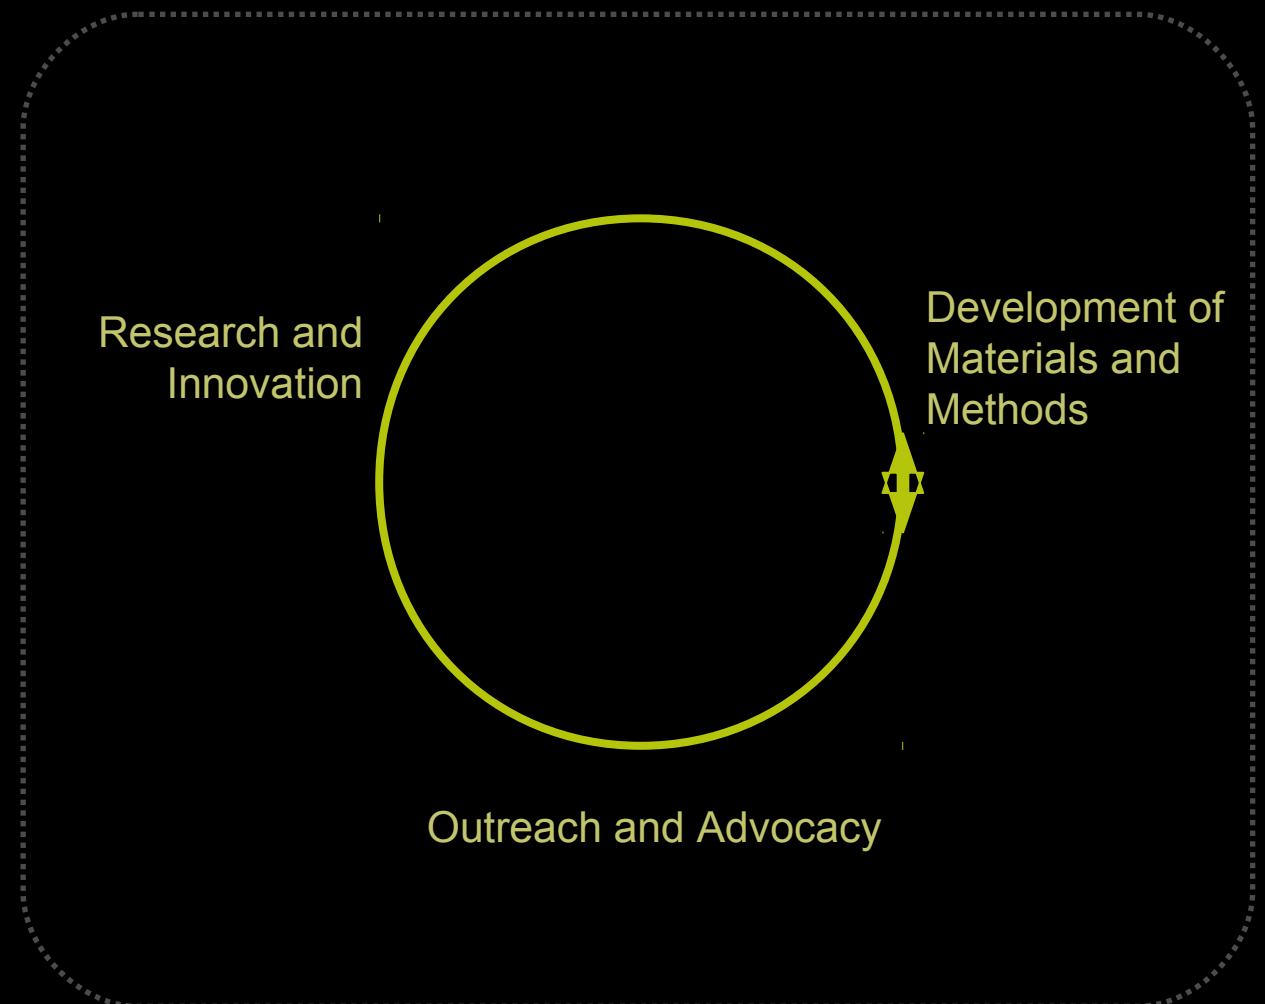 Research and
Innovation
Development of
Materials and
Methods
Outreach and Advocacy